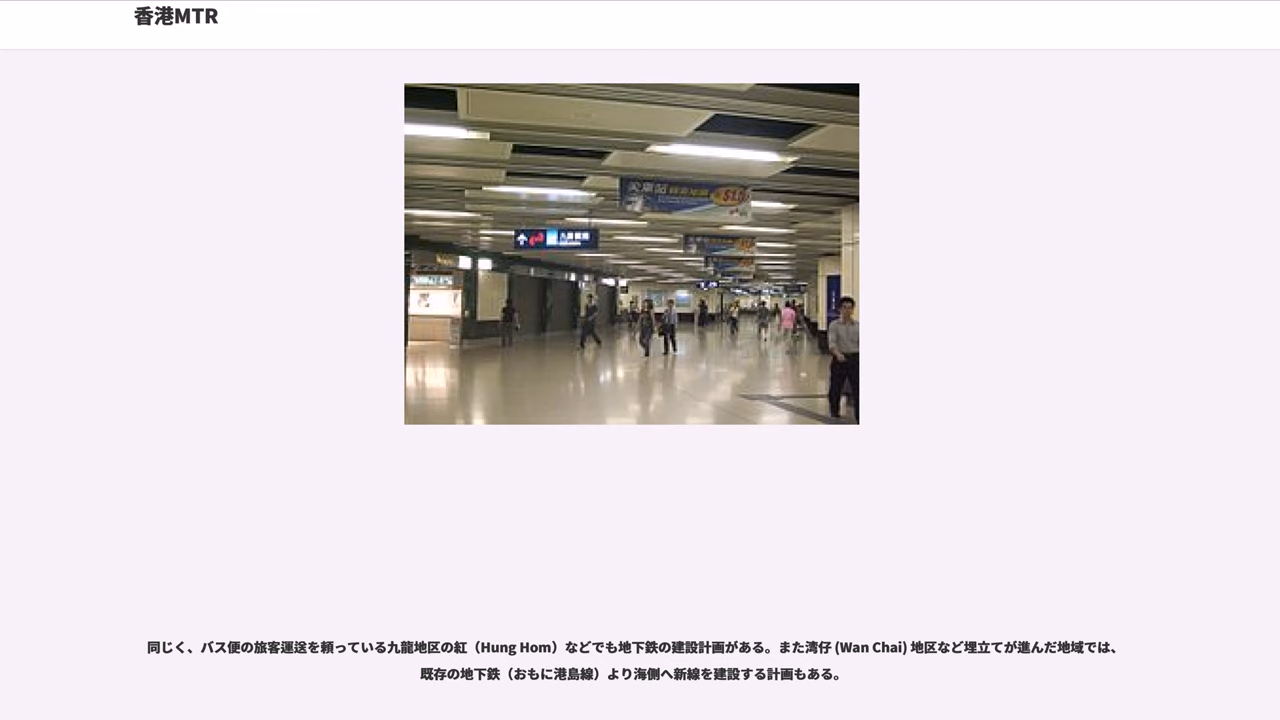 香港MTR
尖東站
$1.0
同じく、バス便の旅客運送を頼っている九龍地区の紅（Hung Hom）などでも地下鉄の建設計画がある。また湾仔 (Wan Chai) 地区など埋立てが進んだ地域では、
既存の地下鉄（おもに港島線）より海側へ新線を建設する計画もある。